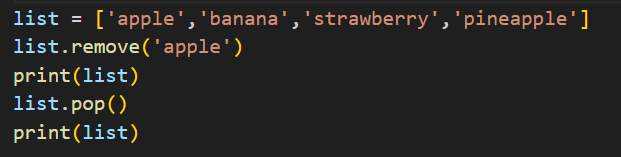 list = ['apple','banana','strawberry','pineapple']
list.remove('apple')
print(list)
list.pop()
print(list)